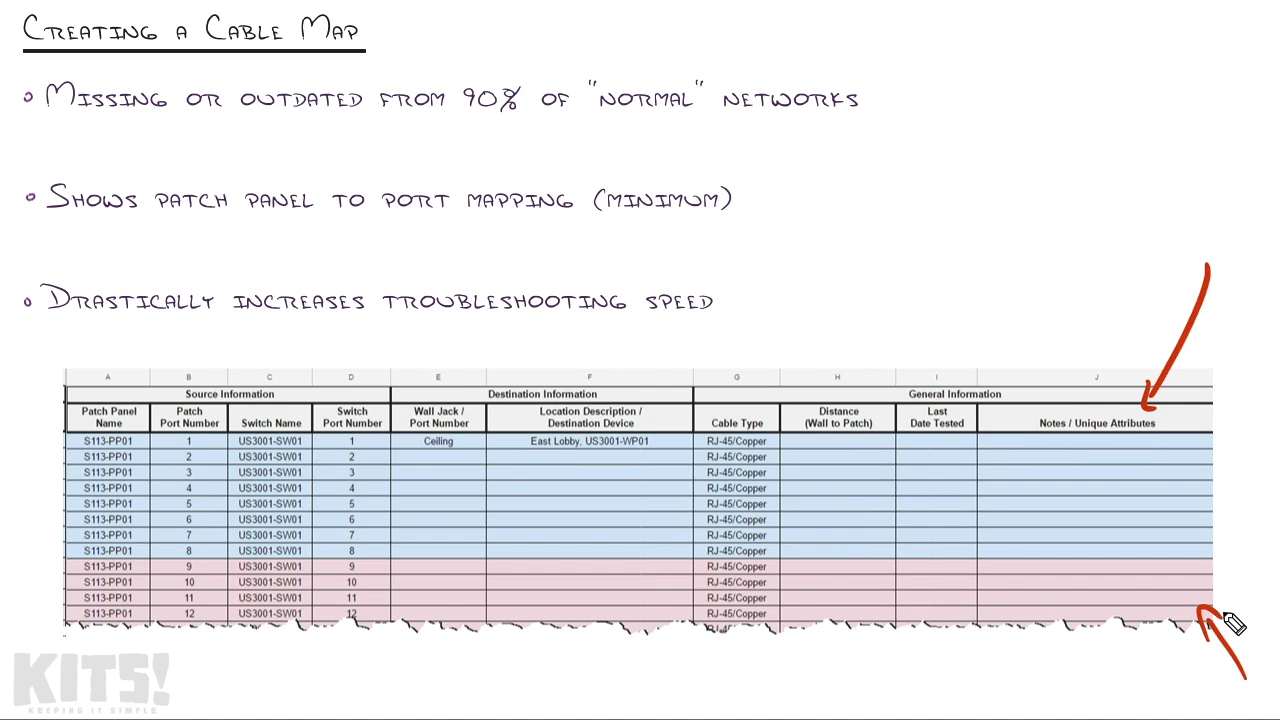 Creating a Cable Map
• Missing or outdated from 90% of "normal" networks
• Shows patch panel to port mapping (minimum)
• Drastically increases troubleshooting speed
A B C D E F G H I J
Source Information Destination Information General Information
Patch Panel Name Patch Port Number Switch Name Switch Port Number Wall Jack / Port Number Location Description / Destination Device Cable Type Distance (Wall to Patch) Last Date Tested Notes / Unique Attributes
S113-PP01 1 US3001-SW01 1 Ceiling East Lobby, US3001-WP01 RJ-45/Copper
S113-PP01 2 US3001-SW01 2 RJ-45/Copper
S113-PP01 3 US3001-SW01 3 RJ-45/Copper
S113-PP01 4 US3001-SW01 4 RJ-45/Copper
S113-PP01 5 US3001-SW01 5 RJ-45/Copper
S113-PP01 6 US3001-SW01 6 RJ-45/Copper
S113-PP01 7 US3001-SW01 7 RJ-45/Copper
S113-PP01 8 US3001-SW01 8 RJ-45/Copper
S113-PP01 9 US3001-SW01 9 RJ-45/Copper
S113-PP01 10 US3001-SW01 10 RJ-45/Copper
S113-PP01 11 US3001-SW01 11 RJ-45/Copper
S113-PP01 12 US3001-SW01 12 RJ-45/Copper
KITS!
KEEPING IT SIMPLE